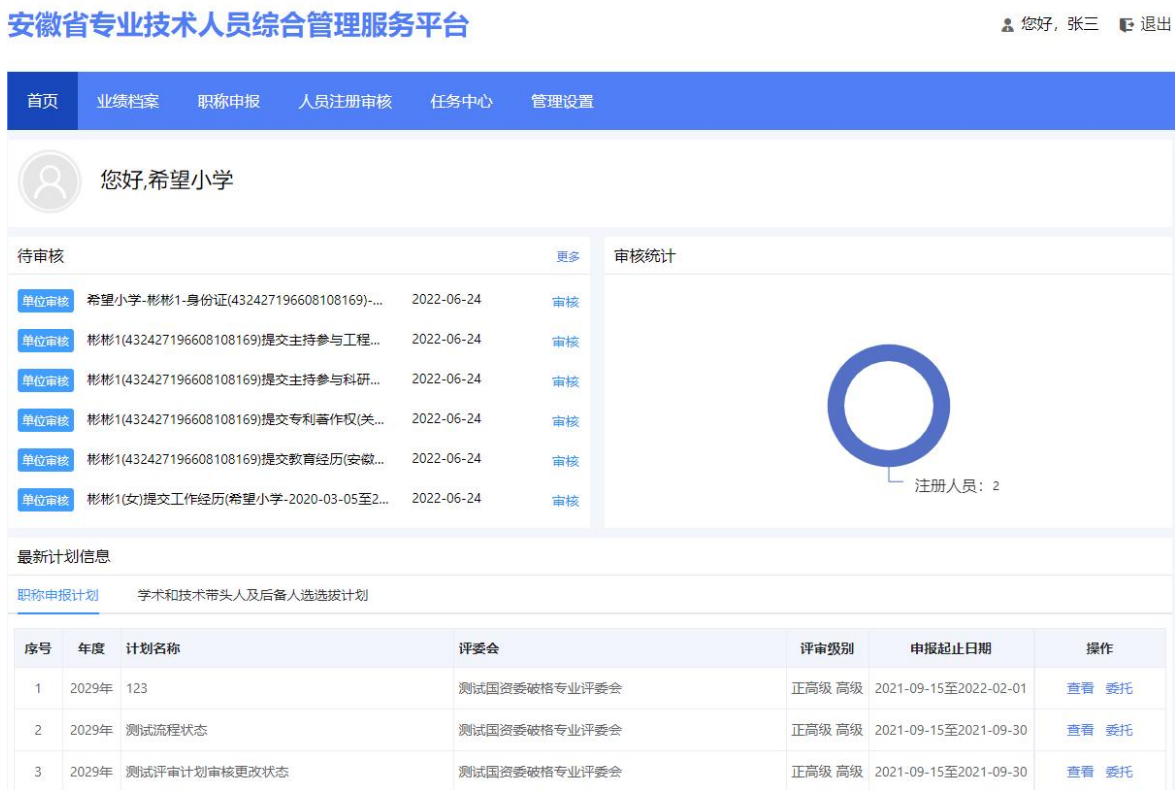 安徽省专业技术人员综合管理服务平台
您好，张三 退出
首页 业绩档案 职称申报 人员注册审核 任务中心 管理设置
您好,希望小学
待审核 更多
单位审核 希望小学-彬彬1-身份证(432427196608108169)-... 2022-06-24 审核
单位审核 彬彬1(432427196608108169)提交主持参与工程... 2022-06-24 审核
单位审核 彬彬1(432427196608108169)提交主持参与科研... 2022-06-24 审核
单位审核 彬彬1(432427196608108169)提交专利著作权(关... 2022-06-24 审核
单位审核 彬彬1(432427196608108169)提交教育经历(安徽... 2022-06-24 审核
单位审核 彬彬1(女)提交工作经历(希望小学-2020-03-05至2... 2022-06-24 审核
审核统计
注册人员：2
最新计划信息
职称申报计划 学术和技术带头人及后备人选选拔计划
序号 年度 计划名称 评委会 评审级别 申报起止日期 操作
1 2029年 123 测试国资委破格专业评委会 正高级 高级 2021-09-15至2022-02-01 查看 委托
2 2029年 测试流程状态 测试国资委破格专业评委会 正高级 高级 2021-09-15至2021-09-30 查看 委托
3 2029年 测试评审计划审核更改状态 测试国资委破格专业评委会 正高级 高级 2021-09-15至2021-09-30 查看 委托